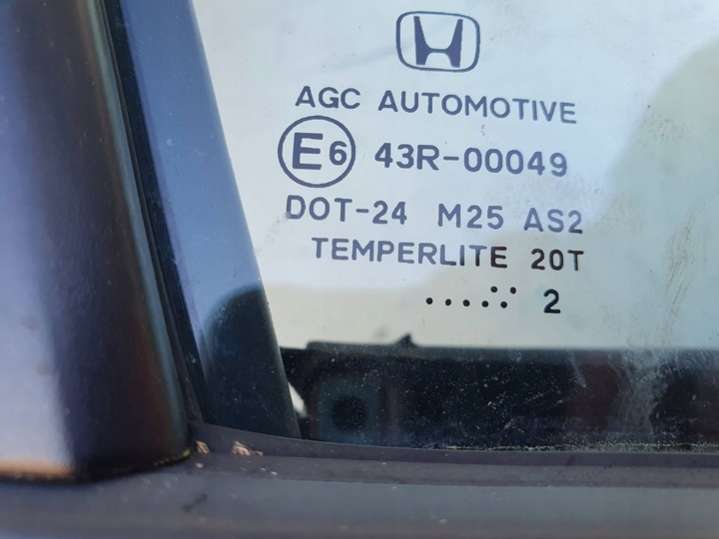 AGC AUTOMOTIVE
E6 43R-00049
DOT-24 M25 AS2
TEMPERLITE 20T
....∵ 2